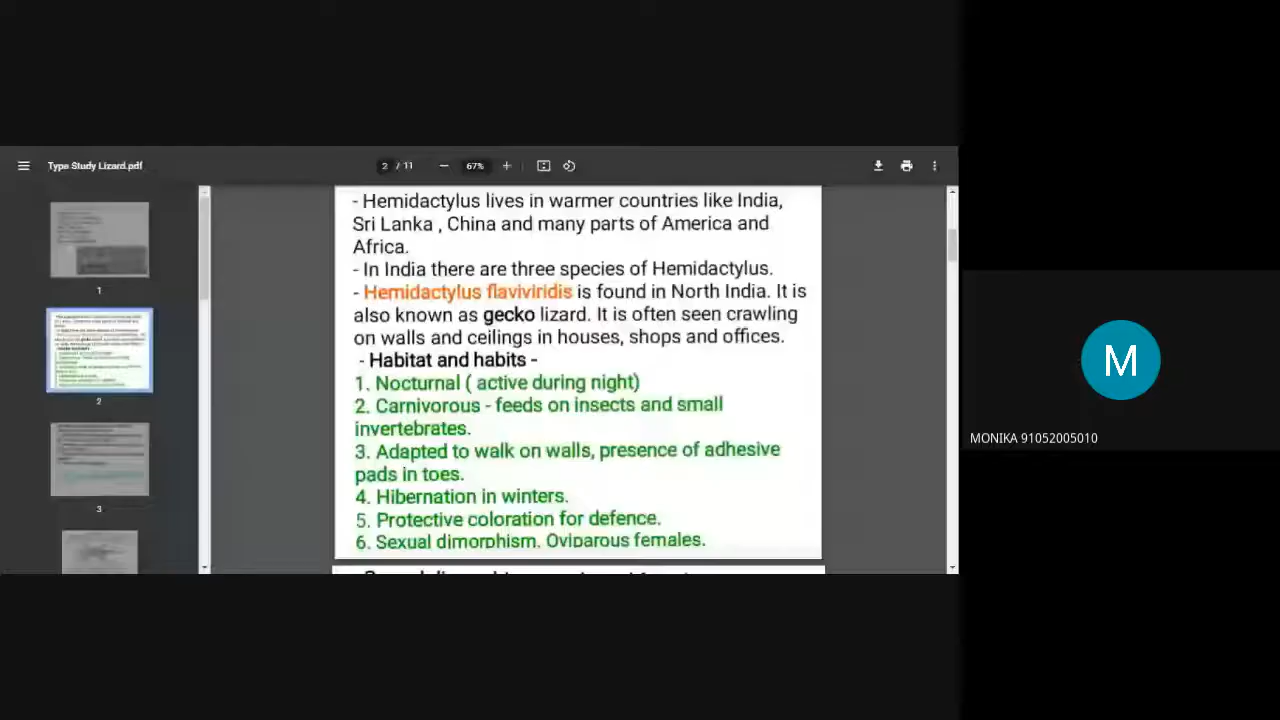 Type Study Lizard.pdf
2 / 11
67%
- Hemidactylus lives in warmer countries like India,
Sri Lanka , China and many parts of America and
Africa.
- In India there are three species of Hemidactylus.
- Hemidactylus flaviviridis is found in North India. It is
also known as gecko lizard. It is often seen crawling
on walls and ceilings in houses, shops and offices.
- Habitat and habits -
1. Nocturnal ( active during night)
2. Carnivorous - feeds on insects and small
invertebrates.
3. Adapted to walk on walls, presence of adhesive
pads in toes.
4. Hibernation in winters.
5. Protective coloration for defence.
6. Sexual dimorphism. Oviparous females.
1
2
3
M
MONIKA 91052005010